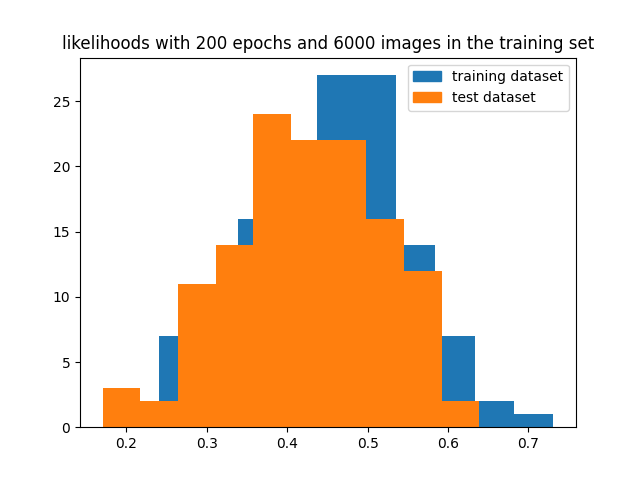 likelihoods with 200 epochs and 6000 images in the training set
training dataset
test dataset
25
20
15
10
5
0
0.2 0.3 0.4 0.5 0.6 0.7